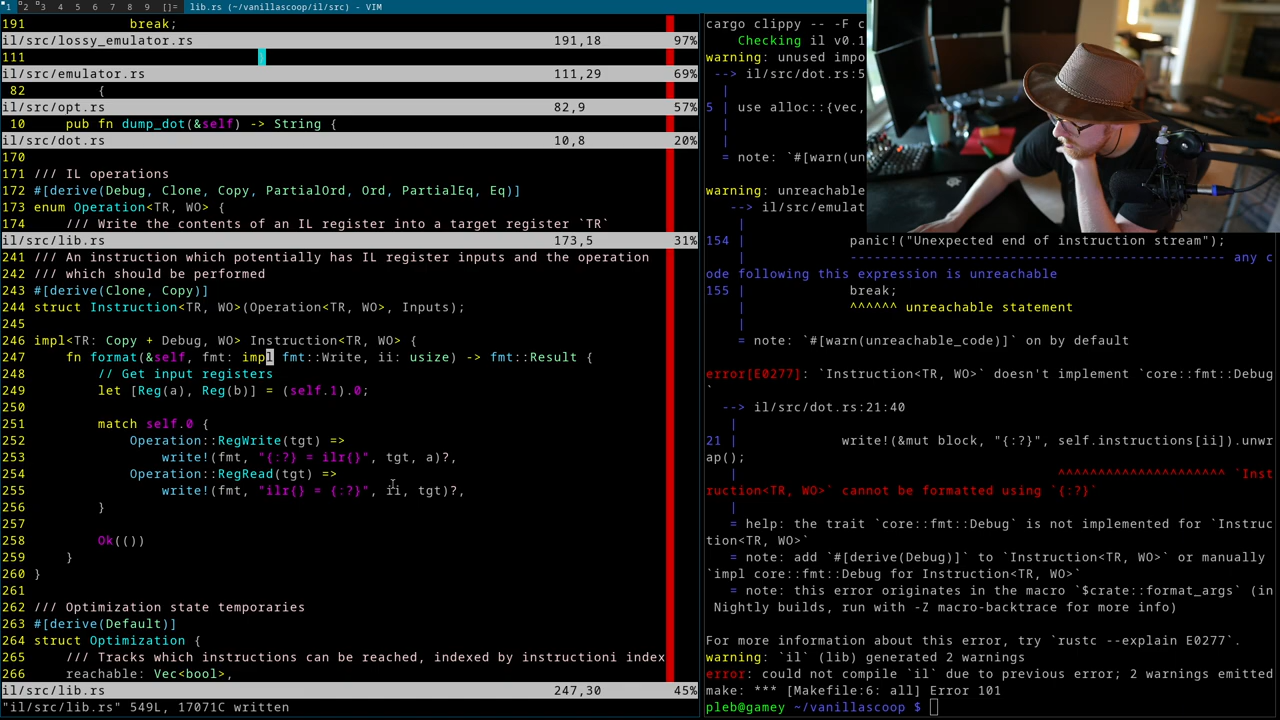 1 2 3 4 5 6 7 8 9 []= lib.rs (~/vanillascoop/il/src) - VIM
191             break;
il/src/lossy_emulator.rs 191,18 97%
111                             }
il/src/emulator.rs 111,29 69%
82         {
il/src/opt.rs 82,9 57%
10     pub fn dump_dot(&self) -> String {
il/src/dot.rs 10,8 20%
170
171 /// IL operations
172 #[derive(Debug, Clone, Copy, PartialOrd, Ord, PartialEq, Eq)]
173 enum Operation<TR, WO> {
174     /// Write the contents of an IL register into a target register `TR`
il/src/lib.rs 173,5 31%
241 /// An instruction which potentially has IL register inputs and the operation
242 /// which should be performed
243 #[derive(Clone, Copy)]
244 struct Instruction<TR, WO>(Operation<TR, WO>, Inputs);
245
246 impl<TR: Copy + Debug, WO> Instruction<TR, WO> {
247     fn format(&self, fmt: impl fmt::Write, ii: usize) -> fmt::Result {
248         // Get input registers
249         let [Reg(a), Reg(b)] = (self.1).0;
250
251         match self.0 {
252             Operation::RegWrite(tgt) =>
253                 write!(fmt, "{:?} = ilr{}", tgt, a)?,
254             Operation::RegRead(tgt) =>
255                 write!(fmt, "ilr{} = {:?}", ii, tgt)?,
256         }
257
258         Ok(())
259     }
260 }
261
262 /// Optimization state temporaries
263 #[derive(Default)]
264 struct Optimization {
265     /// Tracks which instructions can be reached, indexed by instructioni index
266     reachable: Vec<bool>,
il/src/lib.rs 247,30 45%
"il/src/lib.rs" 549L, 17071C written
cargo clippy -- -F c
    Checking il v0.1
warning: unused impo
 --> il/src/dot.rs:5
  |
5 | use alloc::{vec,
  |
  |
  = note: `#[warn(un
warning: unreachable
   --> il/src/emulat
    |
154 |             panic!("Unexpected end of instruction stream");
    |             ----------------------------------------------- any c
ode following this expression is unreachable
155 |             break;
    |             ^^^^^^ unreachable statement
    |
    = note: `#[warn(unreachable_code)]` on by default
error[E0277]: `Instruction<TR, WO>` doesn't implement `core::fmt::Debug
`
  --> il/src/dot.rs:21:40
   |
21 |             write!(&mut block, "{:?}", self.instructions[ii]).unwr
ap();
   |                                        ^^^^^^^^^^^^^^^^^^^^^ `Inst
ruction<TR, WO>` cannot be formatted using `{:?}`
   |
   = help: the trait `core::fmt::Debug` is not implemented for `Instruc
tion<TR, WO>`
   = note: add `#[derive(Debug)]` to `Instruction<TR, WO>` or manually
`impl core::fmt::Debug for Instruction<TR, WO>`
   = note: this error originates in the macro `$crate::format_args` (in
 Nightly builds, run with -Z macro-backtrace for more info)
For more information about this error, try `rustc --explain E0277`.
warning: `il` (lib) generated 2 warnings
error: could not compile `il` due to previous error; 2 warnings emitted
make: *** [Makefile:6: all] Error 101
pleb@gamey ~/vanillascoop $